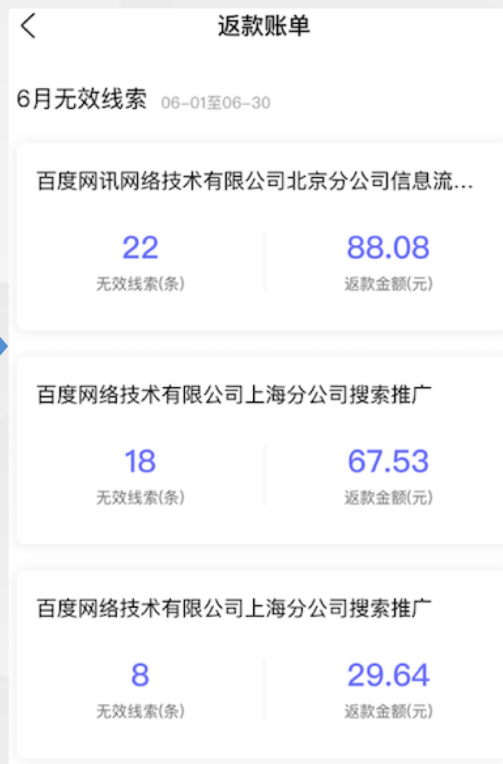 返款账单
6月无效线索 06-01至06-30
百度网讯网络技术有限公司北京分公司信息流...
22 88.08
无效线索(条) 返款金额(元)
百度网络技术有限公司上海分公司搜索推广
18 67.53
无效线索(条) 返款金额(元)
百度网络技术有限公司上海分公司搜索推广
8 29.64
无效线索(条) 返款金额(元)